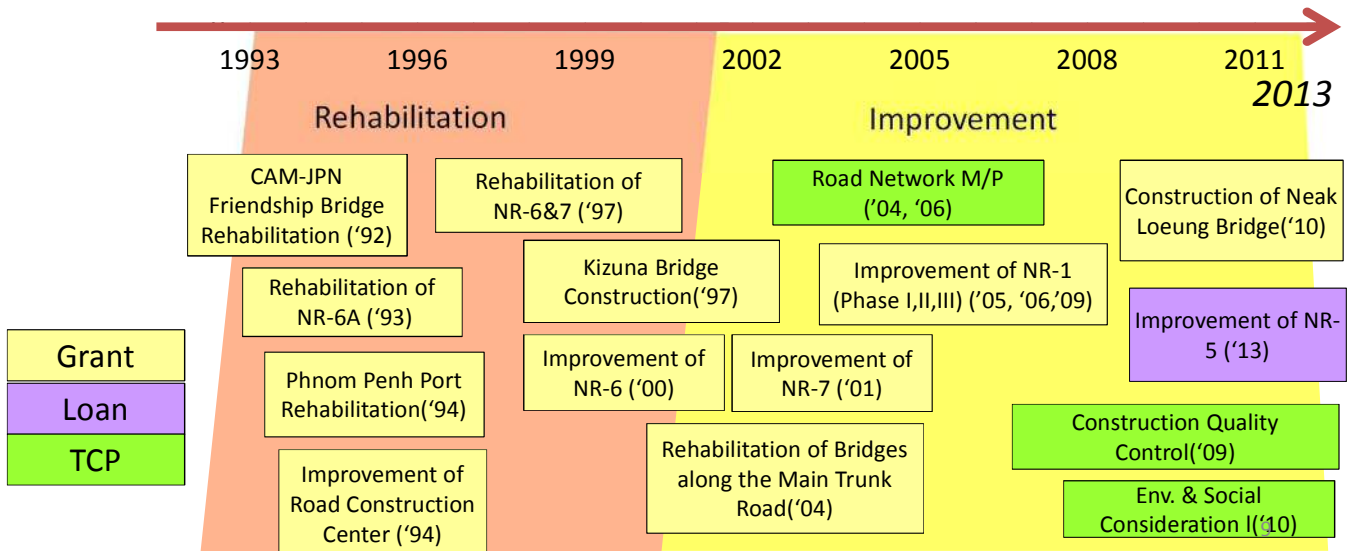 1993 1996 1999 2002 2005 2008 2011
2013
Rehabilitation
Improvement
CAM-JPN
Friendship Bridge
Rehabilitation (‘92)
Rehabilitation of
NR-6&7 (‘97)
Road Network M/P
(’04, ‘06)
Construction of Neak
Loeung Bridge(‘10)
Rehabilitation of
NR-6A (‘93)
Kizuna Bridge
Construction(‘97)
Improvement of NR-1
(Phase I,II,III) (’05, ‘06,’09)
Improvement of NR-
5 (‘13)
Grant
Loan
TCP
Phnom Penh Port
Rehabilitation(‘94)
Improvement of
NR-6 (‘00)
Improvement of
NR-7 (‘01)
Construction Quality
Control(‘09)
Improvement of
Road Construction
Center (‘94)
Rehabilitation of Bridges
along the Main Trunk
Road(‘04)
Env. & Social
Consideration l(‘10)
9